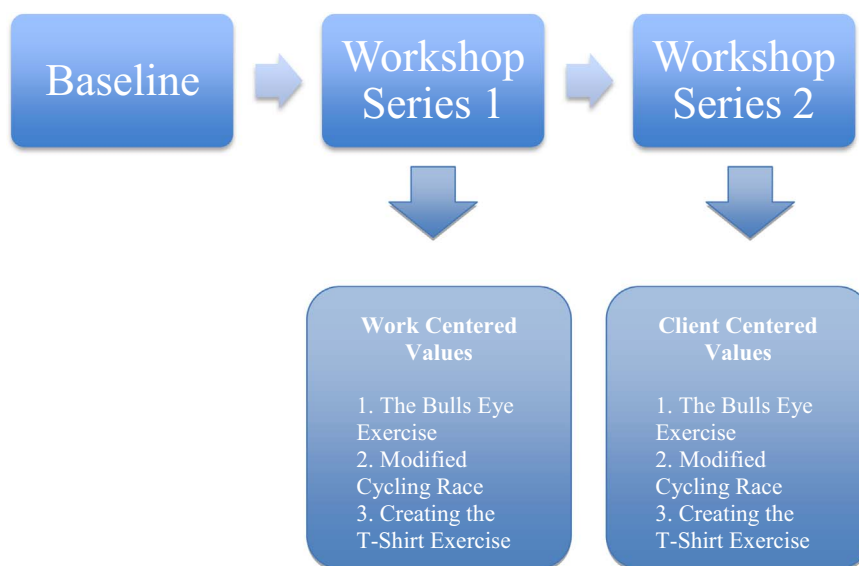 Baseline
Workshop
Series 1
Workshop
Series 2
Work Centered
Values
1. The Bulls Eye
Exercise
2. Modified
Cycling Race
3. Creating the
T-Shirt Exercise
Client Centered
Values
1. The Bulls Eye
Exercise
2. Modified
Cycling Race
3. Creating the
T-Shirt Exercise